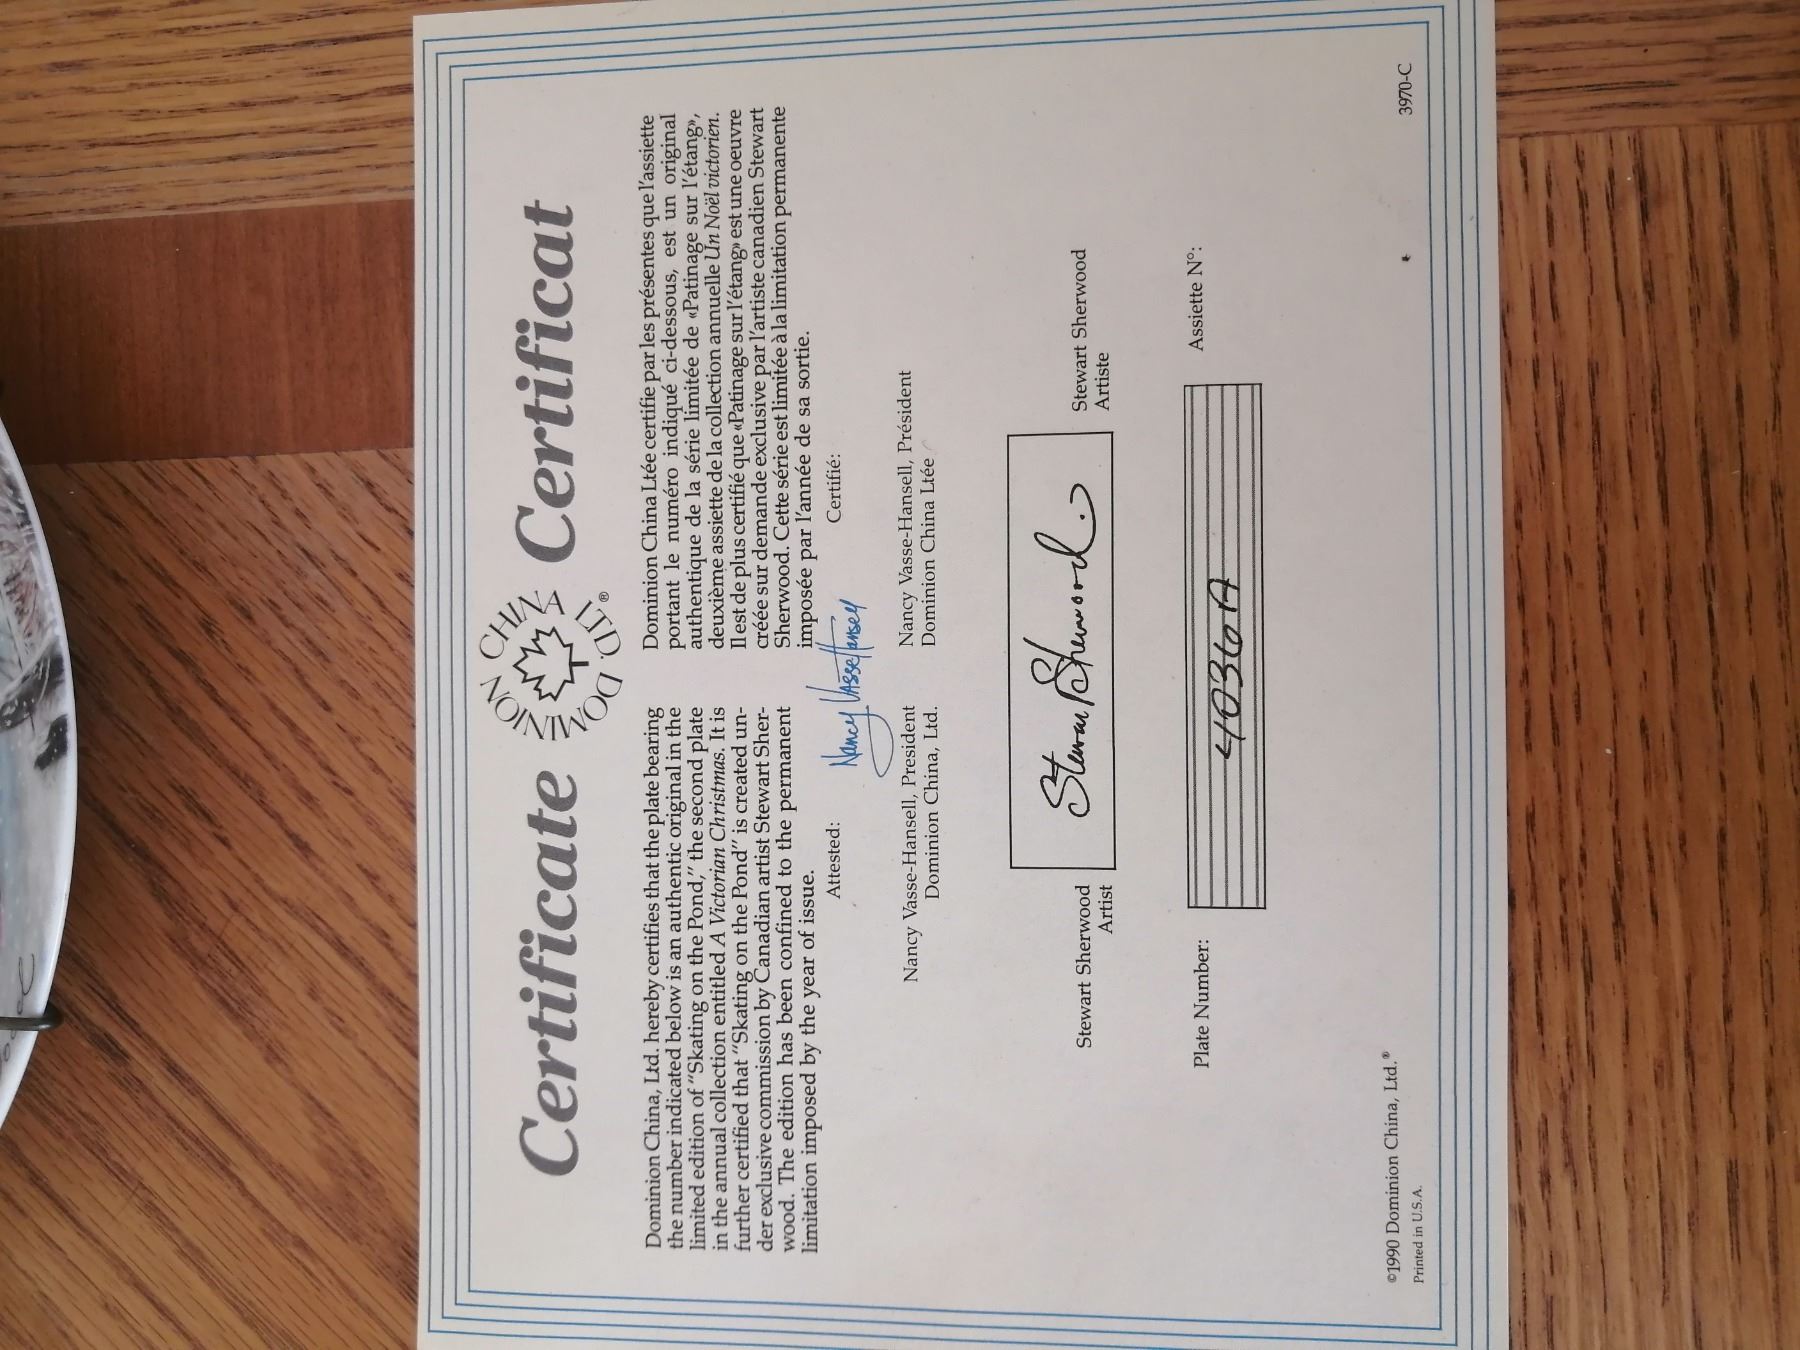 Certificate
DOMINION CHINA LTD. ®
Certificat
Dominion China, Ltd. hereby certifies that the plate bearing
the number indicated below is an authentic original in the
limited edition of "Skating on the Pond," the second plate
in the annual collection entitled A Victorian Christmas. It is
further certified that "Skating on the Pond" is created un-
der exclusive commission by Canadian artist Stewart Sher-
wood. The edition has been confined to the permanent
limitation imposed by the year of issue.
Dominion China Ltée certifie par les présentes que l'assiette
portant le numéro indiqué ci-dessous, est un original
authentique de la série limitée de «Patinage sur l'étang»,
deuxième assiette de la collection annuelle Un Noël victorien.
Il est de plus certifié que «Patinage sur l'étang» est une oeuvre
créée sur demande exclusive par l'artiste canadien Stewart
Sherwood. Cette série est limitée à la limitation permanente
imposée par l'année de sa sortie.
Attested:
Nancy Vasse Hansell
Certifié:
Nancy Vasse-Hansell, President
Dominion China, Ltd.
Nancy Vasse-Hansell, Président
Dominion China Ltée
Stewart Sherwood
Artist
Stewart Sherwood.
Stewart Sherwood
Artiste
Plate Number:
4036A
Assiette N°:
©1990 Dominion China, Ltd.®
Printed in U.S.A.
3970-C